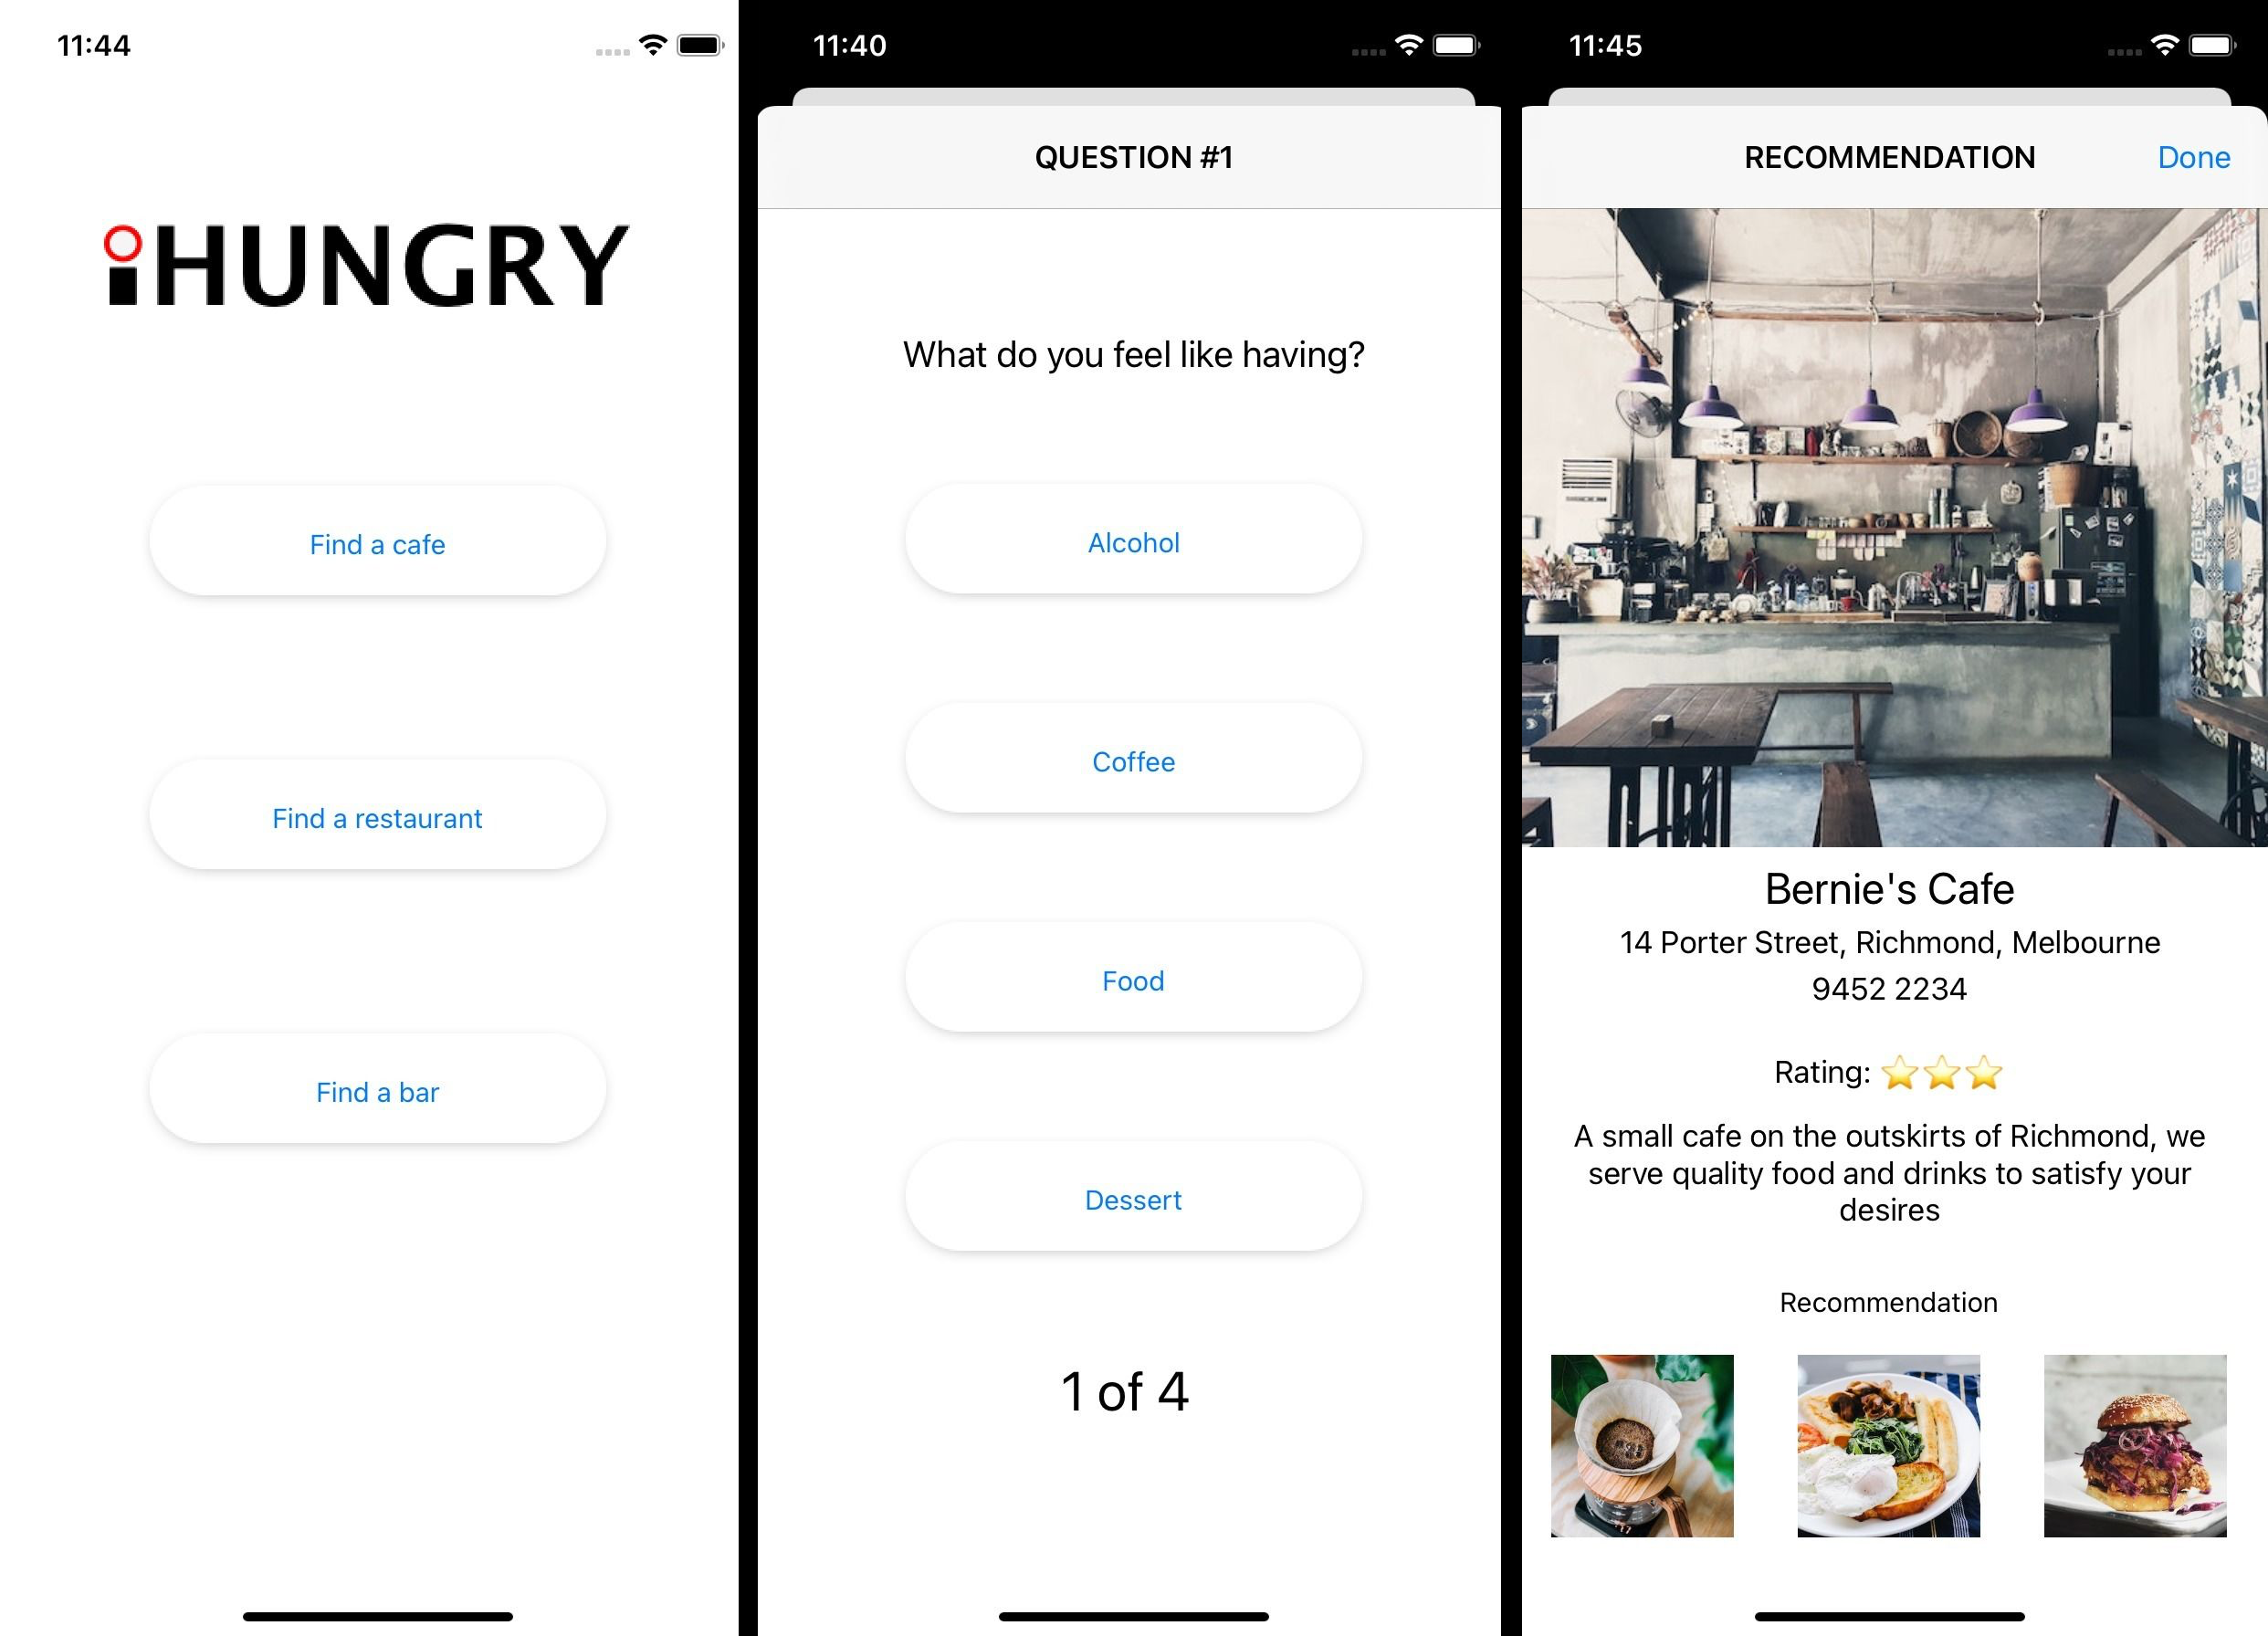 11:44
iHUNGRY
Find a cafe
Find a restaurant
Find a bar
11:40
QUESTION #1
What do you feel like having?
Alcohol
Coffee
Food
Dessert
1 of 4
11:45
RECOMMENDATION
Done
Bernie's Cafe
14 Porter Street, Richmond, Melbourne
9452 2234
Rating: ⭐⭐⭐
A small cafe on the outskirts of Richmond, we
serve quality food and drinks to satisfy your
desires
Recommendation